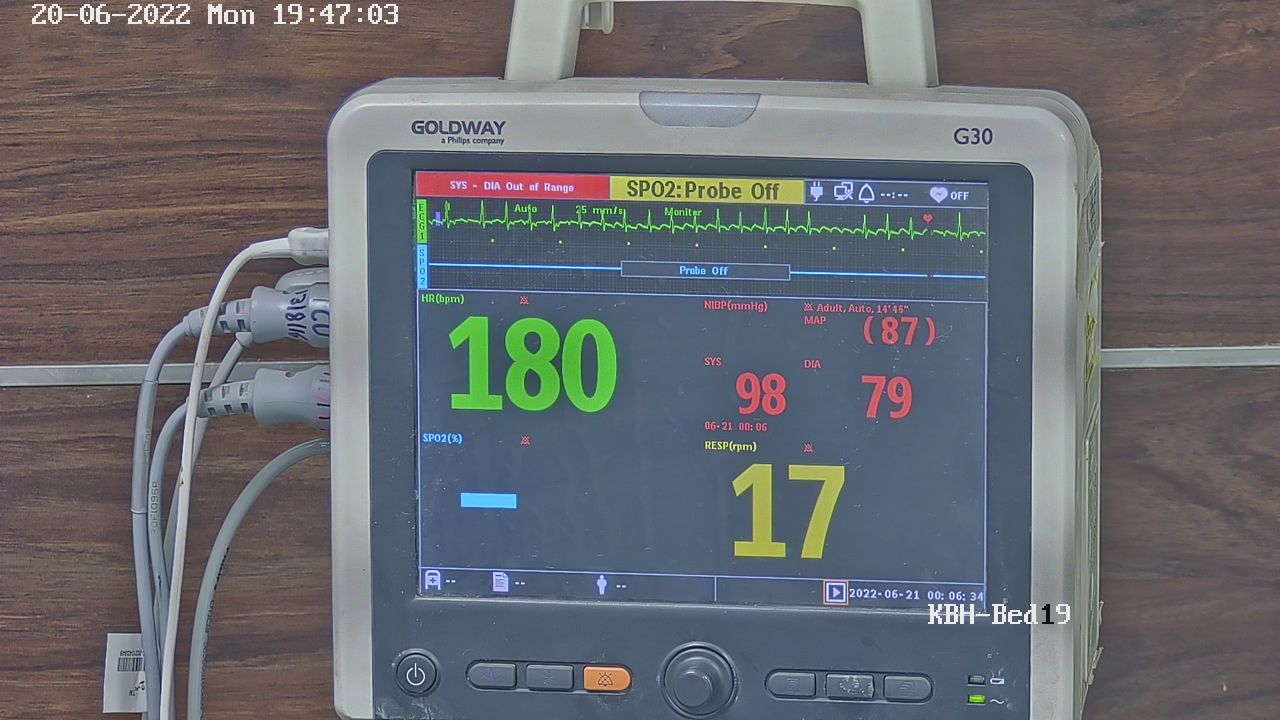 20-06-2022 Mon 19:47:03
GOLDWAY
a Philips company
G30
SYS - DIA Out of Range
SPO2:Probe Off
--:--
OFF
ECG1
Auto
25 mm/s
Monitor
SPO2
Probe Off
HR(bpm)
180
NIBP(mmHg)
Adult, Auto, 14'45"
MAP
(87)
SYS
98
DIA
79
06-21 00:06
SPO2(%)
RESP(rpm)
17
--
--
--
2022-06-21 00:06:34
KBH-Bed19